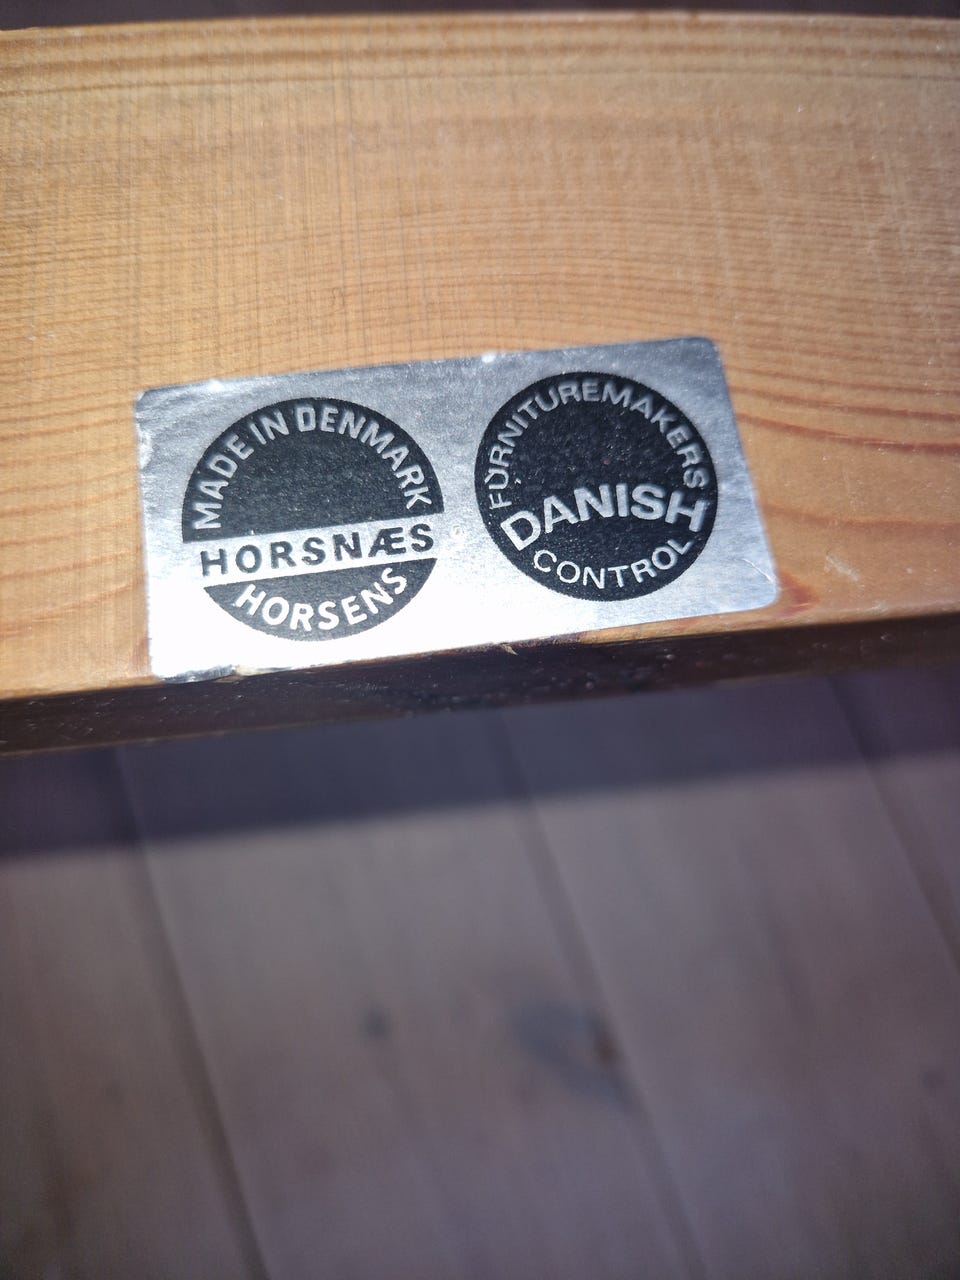 MADE IN DENMARK
HORSNÆS
HORSENS
FURNITUREMAKERS
DANISH
CONTROL